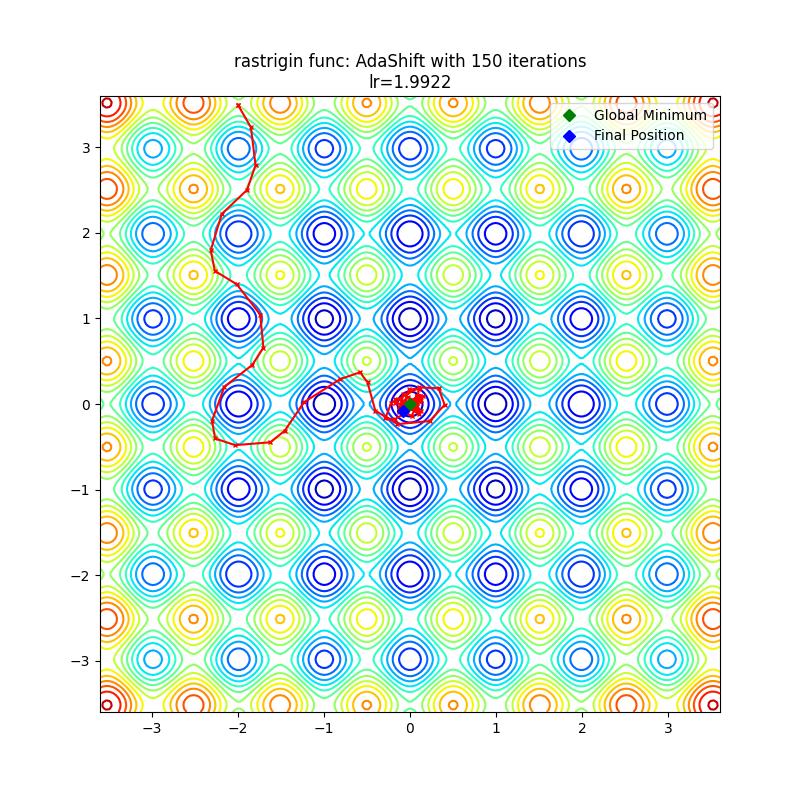 rastrigin func: AdaShift with 150 iterations
lr=1.9922
Global Minimum
Final Position
3
2
1
0
−1
−2
−3
−3 −2 −1 0 1 2 3